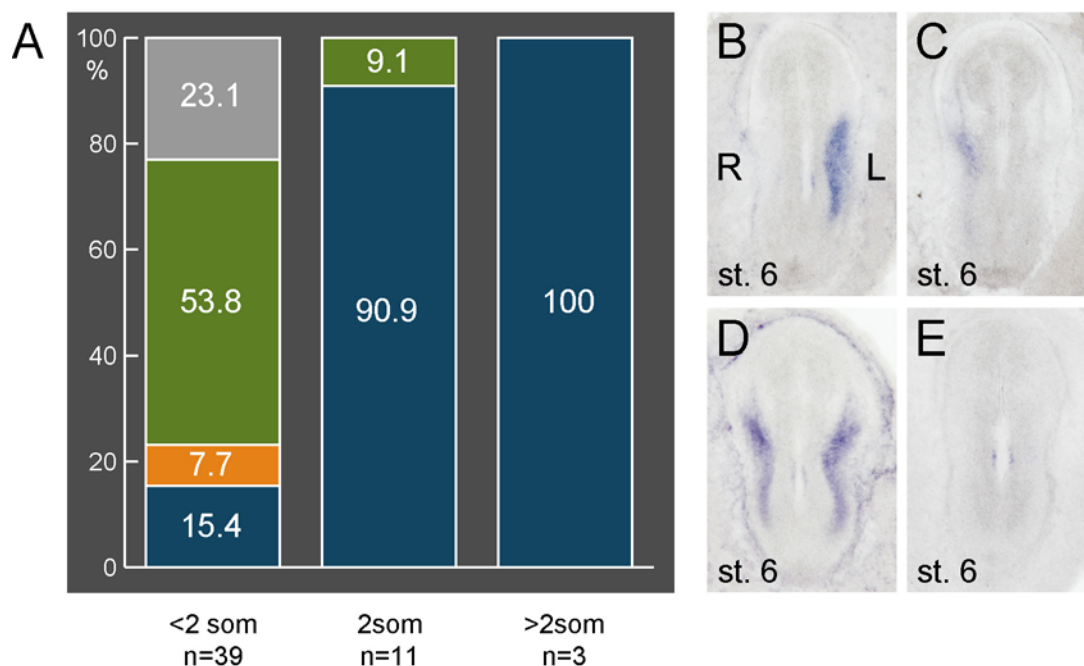 A
100
%
80
60
40
20
0
23.1
53.8
7.7
15.4
9.1
90.9
100
<2 som
n=39
2som
n=11
>2som
n=3
B
R
L
st. 6
C
st. 6
D
st. 6
E
st. 6